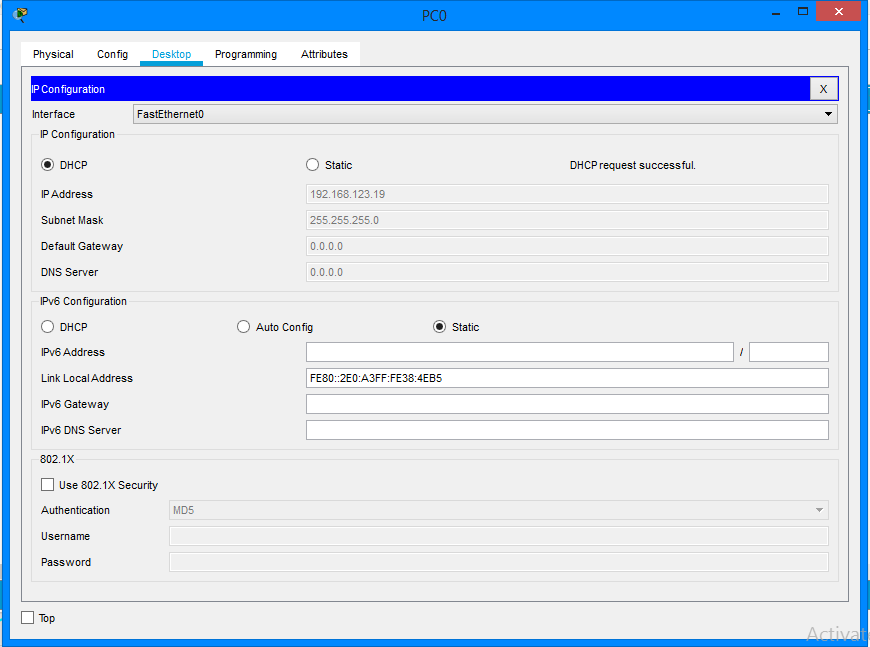 PC0
Physical Config Desktop Programming Attributes
IP Configuration X
Interface FastEthernet0
IP Configuration
DHCP Static DHCP request successful.
IP Address 192.168.123.19
Subnet Mask 255.255.255.0
Default Gateway 0.0.0.0
DNS Server 0.0.0.0
IPv6 Configuration
DHCP Auto Config Static
IPv6 Address /
Link Local Address FE80::2E0:A3FF:FE38:4EB5
IPv6 Gateway
IPv6 DNS Server
802.1X
Use 802.1X Security
Authentication MD5
Username
Password
Top
Activat